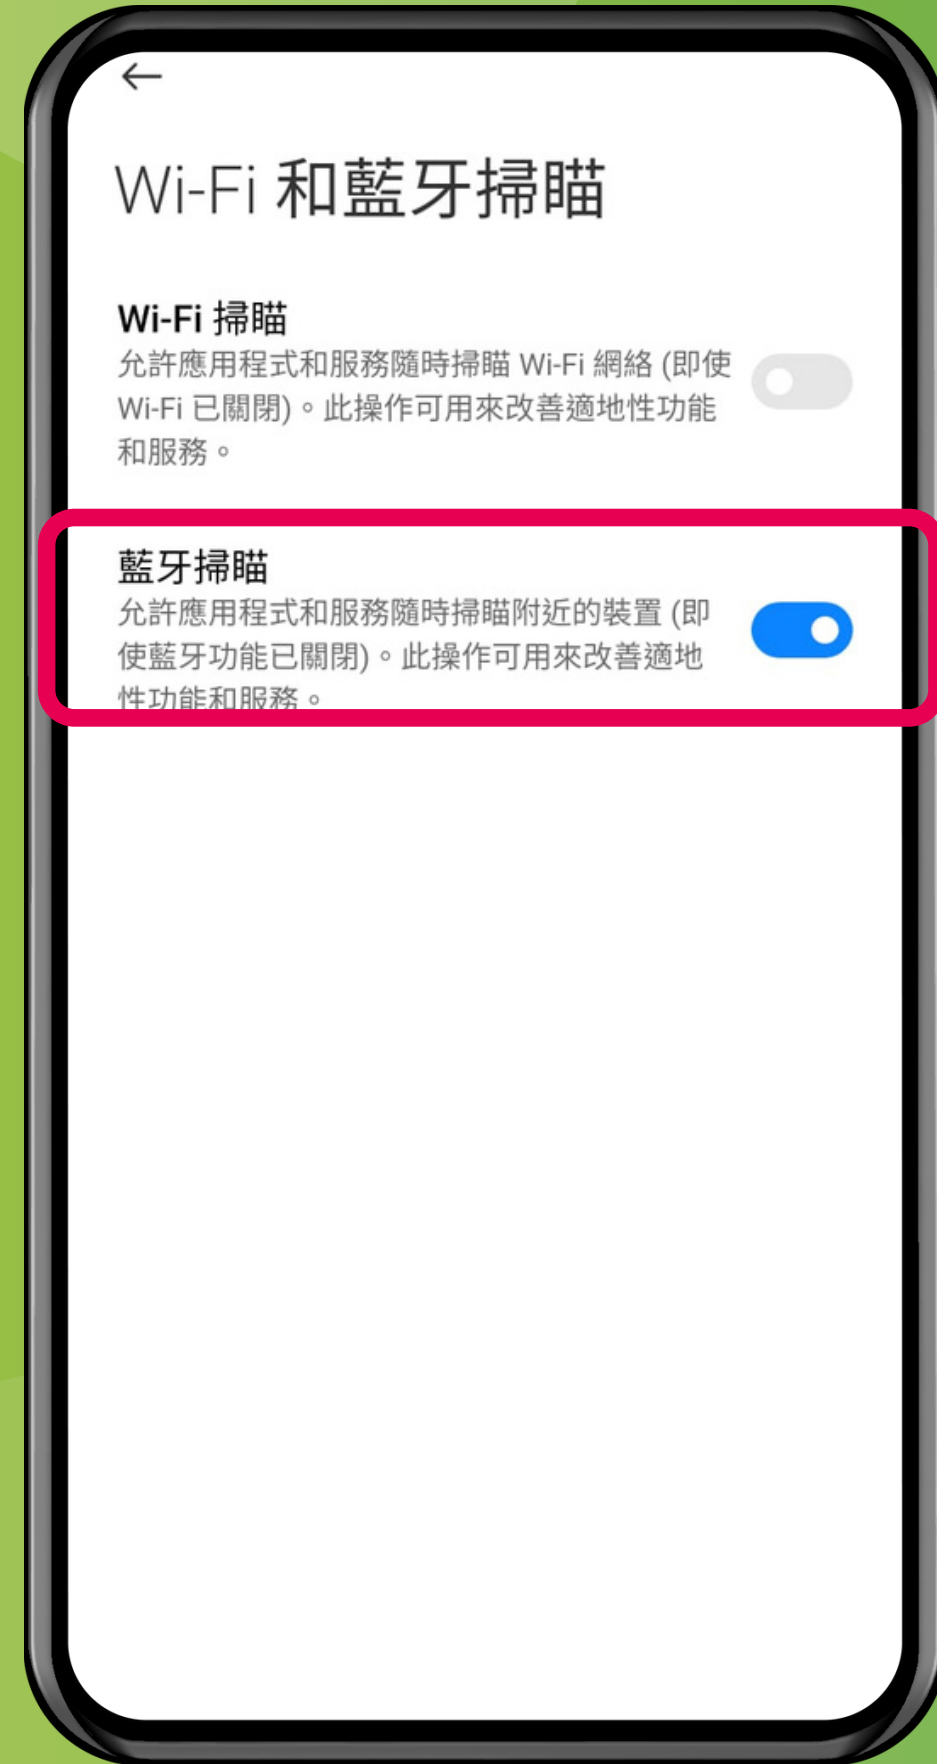 Wi-Fi 和藍牙掃瞄
Wi-Fi 掃瞄
允許應用程式和服務隨時掃瞄 Wi-Fi 網絡 (即使
Wi-Fi 已關閉)。此操作可用來改善適地性功能
和服務。
藍牙掃瞄
允許應用程式和服務隨時掃瞄附近的裝置 (即
使藍牙功能已關閉)。此操作可用來改善適地
性功能和服務。